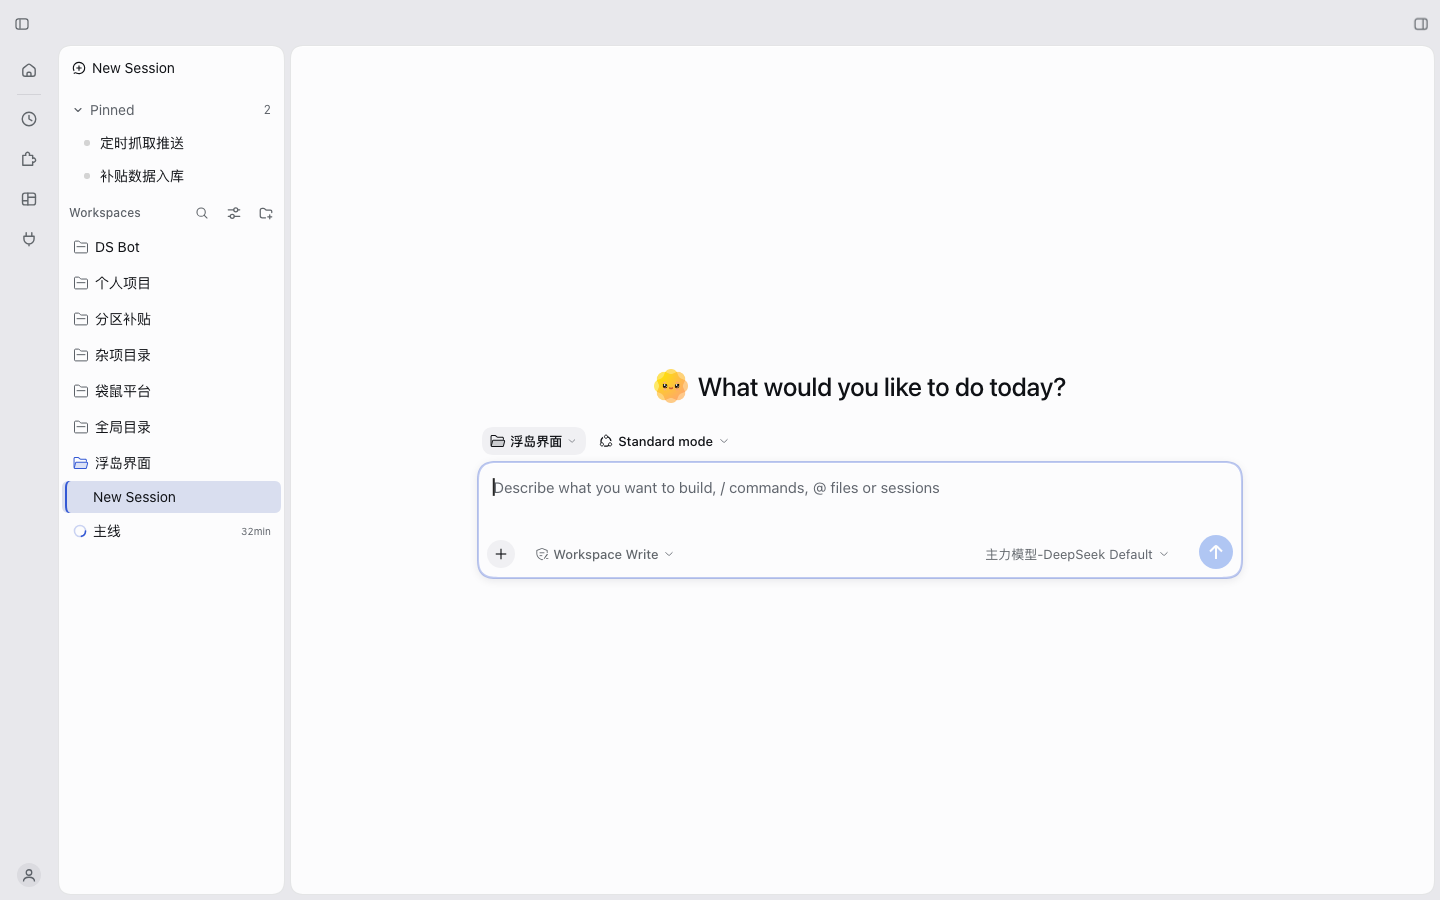 New Session
Pinned 2
定时抓取推送
补贴数据入库
Workspaces
DS Bot
个人项目
分区补贴
杂项目录
袋鼠平台
全局目录
浮岛界面
New Session
主线 32min
What would you like to do today?
浮岛界面 Standard mode
Describe what you want to build, / commands, @ files or sessions
Workspace Write 主力模型-DeepSeek Default